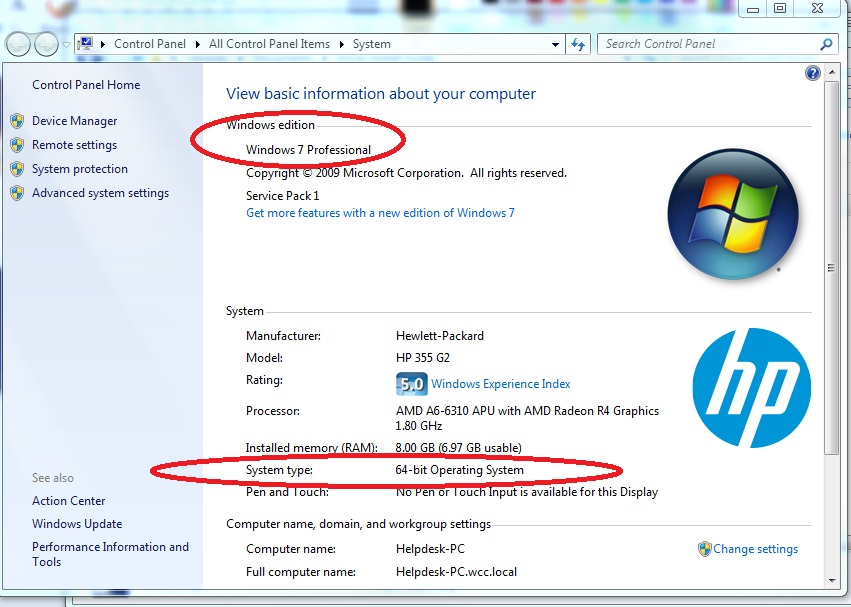 Control Panel All Control Panel Items System
Search Control Panel
Control Panel Home
Device Manager
Remote settings
System protection
Advanced system settings
View basic information about your computer
Windows edition
Windows 7 Professional
Copyright © 2009 Microsoft Corporation. All rights reserved.
Service Pack 1
Get more features with a new edition of Windows 7
System
Manufacturer: Hewlett-Packard
Model: HP 355 G2
Rating: 5.0 Windows Experience Index
Processor: AMD A6-6310 APU with AMD Radeon R4 Graphics
1.80 GHz
Installed memory (RAM): 8.00 GB (6.97 GB usable)
System type: 64-bit Operating System
Pen and Touch: No Pen or Touch Input is available for this Display
hp
Computer name, domain, and workgroup settings
Computer name: Helpdesk-PC
Change settings
Full computer name: Helpdesk-PC.wcc.local
See also
Action Center
Windows Update
Performance Information and
Tools